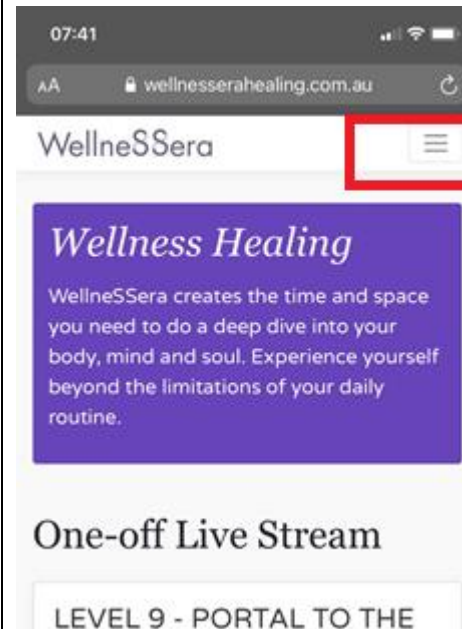 07:41
AA wellnesserahealing.com.au
WellneSSera
Wellness Healing
WellneSSera creates the time and space
you need to do a deep dive into your
body, mind and soul. Experience yourself
beyond the limitations of your daily
routine.
One-off Live Stream
LEVEL 9 - PORTAL TO THE